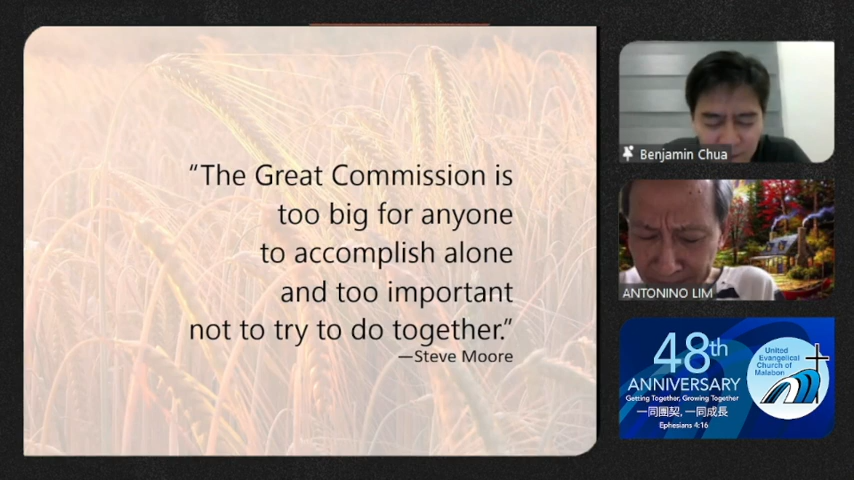 “The Great Commission is
too big for anyone
to accomplish alone
and too important
not to try to do together.”
—Steve Moore
Benjamin Chua
ANTONINO LIM
48th
ANNIVERSARY
Getting Together, Growing Together
一同團契, 一同成長
Ephesians 4:16
United
Evangelical
Church of
Malabon